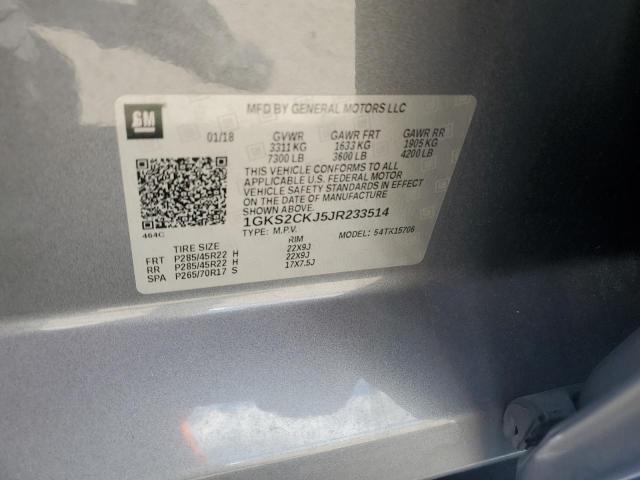 GM
MFD BY GENERAL MOTORS LLC
01/18 GVWR GAWR FRT GAWR RR
3311 KG 1633 KG 1905 KG
7300 LB 3600 LB 4200 LB
THIS VEHICLE CONFORMS TO ALL
APPLICABLE U.S. FEDERAL MOTOR
VEHICLE SAFETY STANDARDS IN EFFECT
ON THE DATE OF MANUFACTURE
SHOWN ABOVE.
1GKS2CKJ5JR233514
464C TYPE: M.P.V. MODEL: 54TK15706
TIRE SIZE RIM
FRT P285/45R22 H 22X9J
RR P285/45R22 H 22X9J
SPA P265/70R17 S 17X7.5J